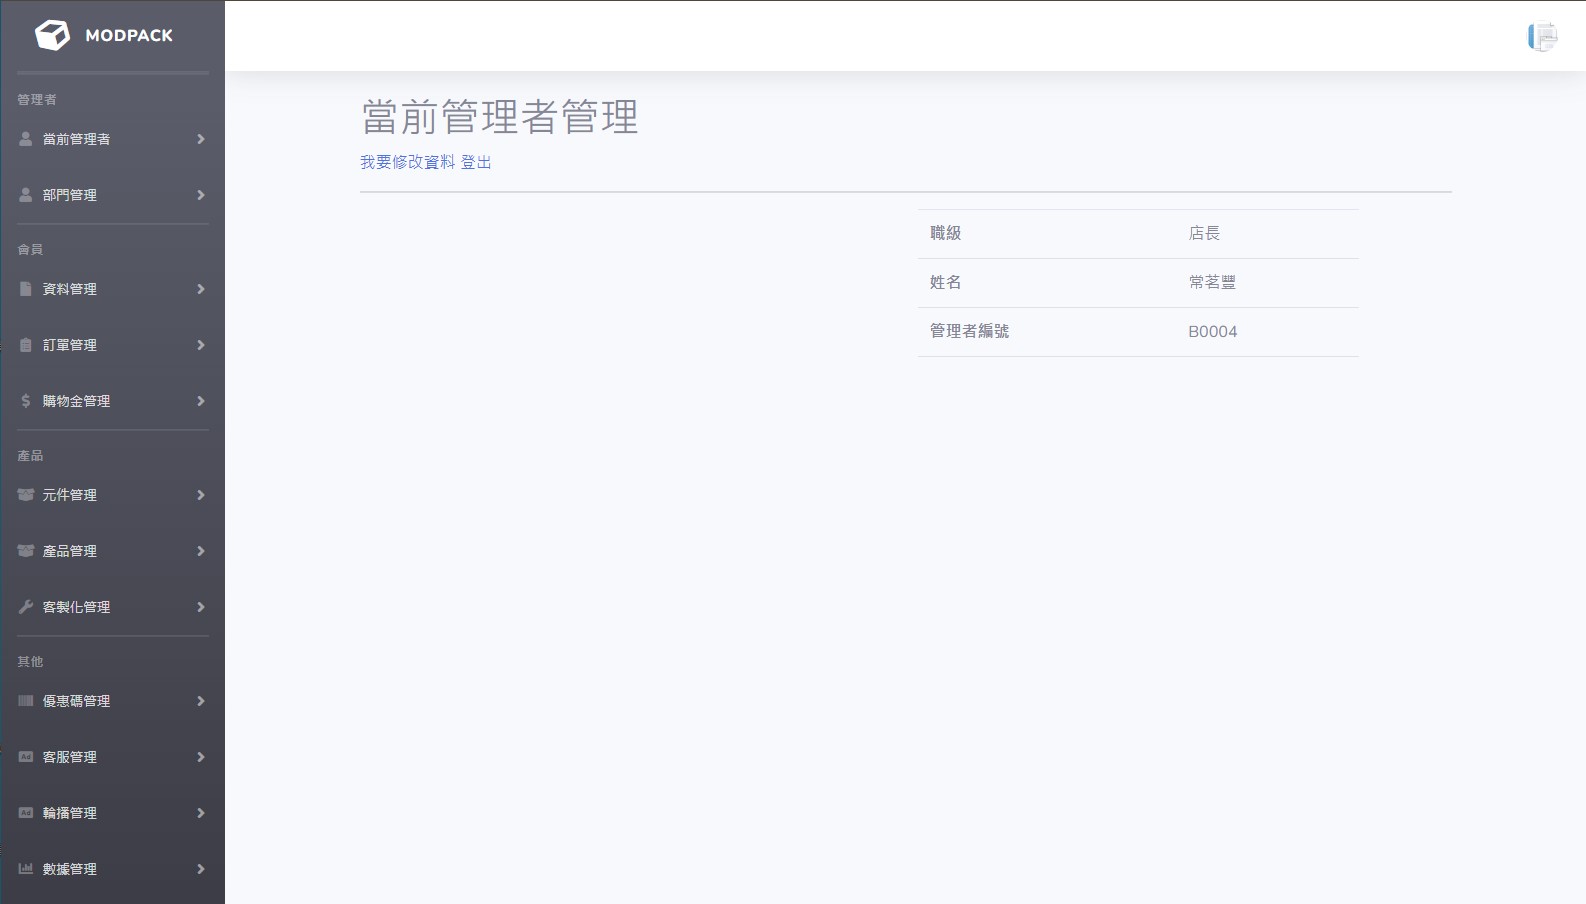 MODPACK
管理者
當前管理者
部門管理
會員
資料管理
訂單管理
購物金管理
產品
元件管理
產品管理
客製化管理
其他
優惠碼管理
客服管理
輪播管理
數據管理
當前管理者管理
我要修改資料 登出
職級 店長
姓名 常茗豐
管理者編號 B0004